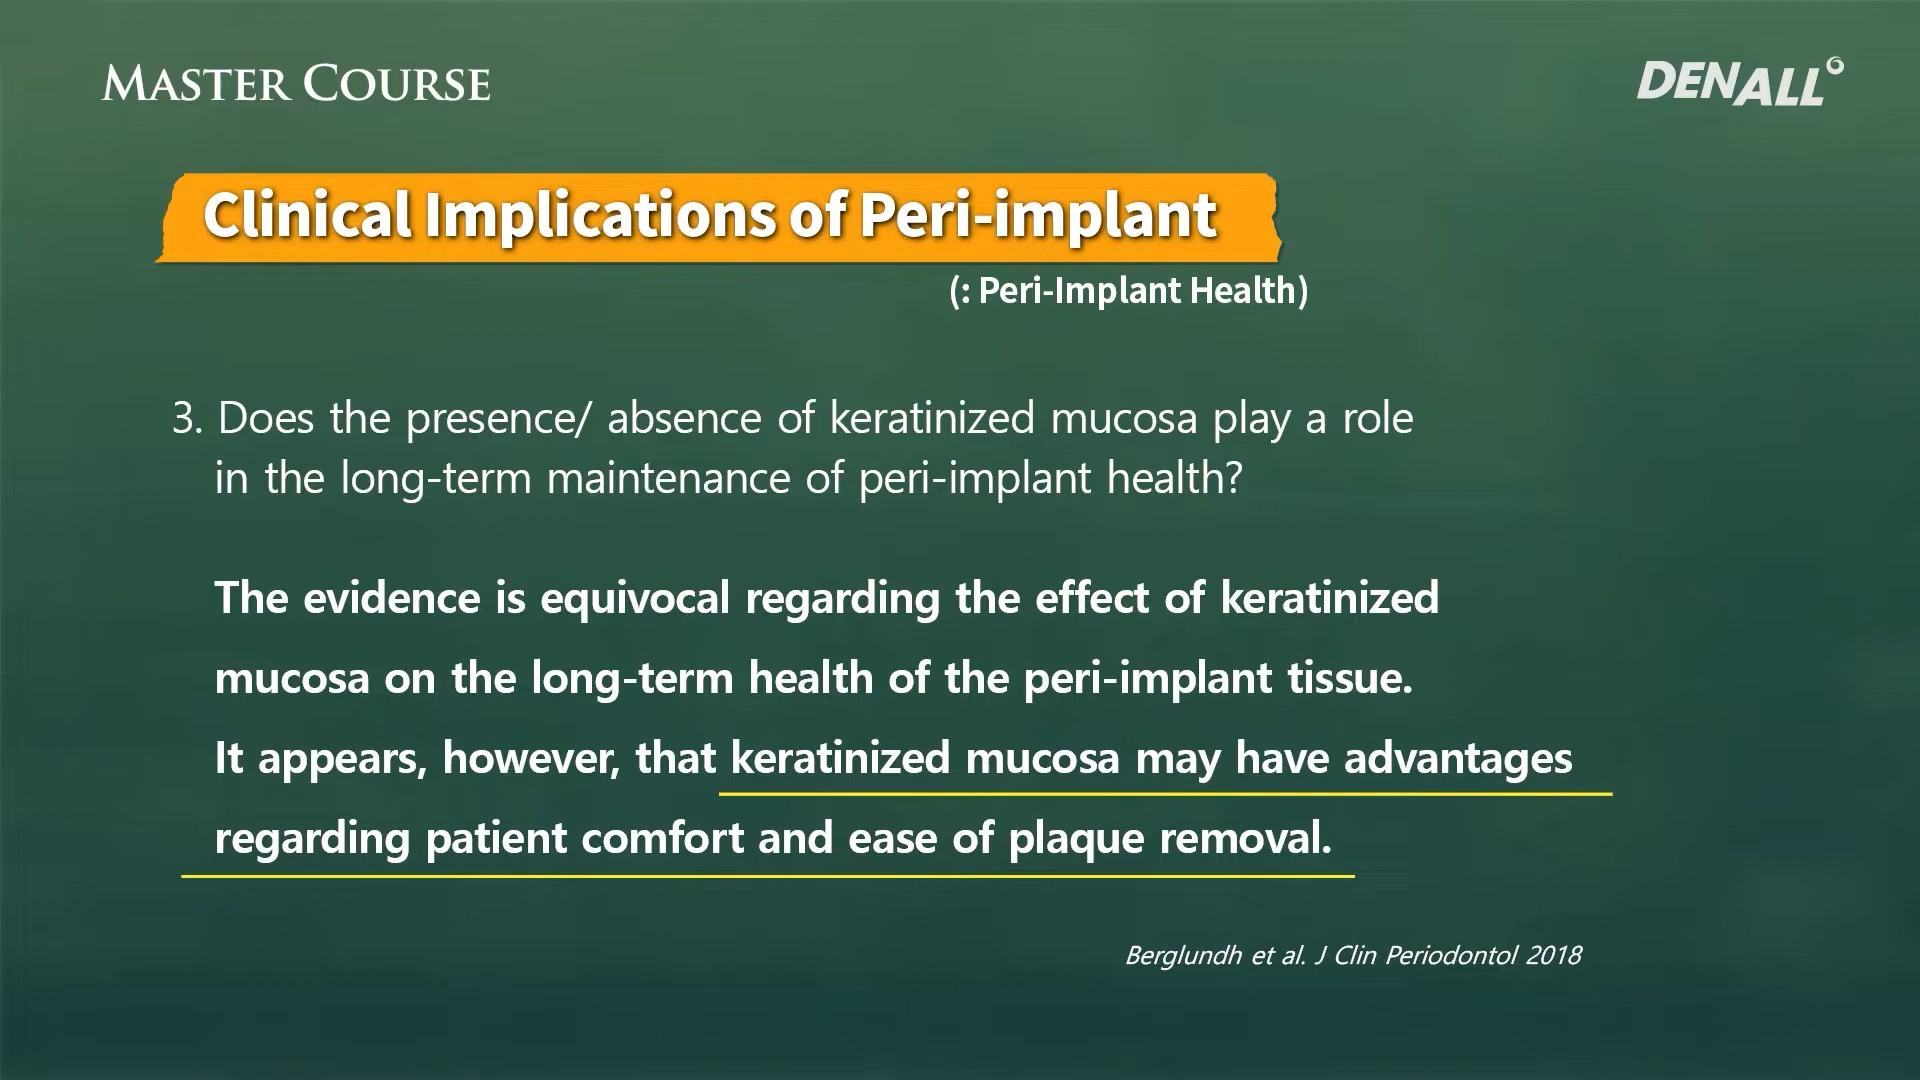 MASTER COURSE
DENALL
Clinical Implications of Peri-implant
(: Peri-Implant Health)
3. Does the presence/ absence of keratinized mucosa play a role
in the long-term maintenance of peri-implant health?
The evidence is equivocal regarding the effect of keratinized
mucosa on the long-term health of the peri-implant tissue.
It appears, however, that keratinized mucosa may have advantages
regarding patient comfort and ease of plaque removal.
Berglundh et al. J Clin Periodontol 2018